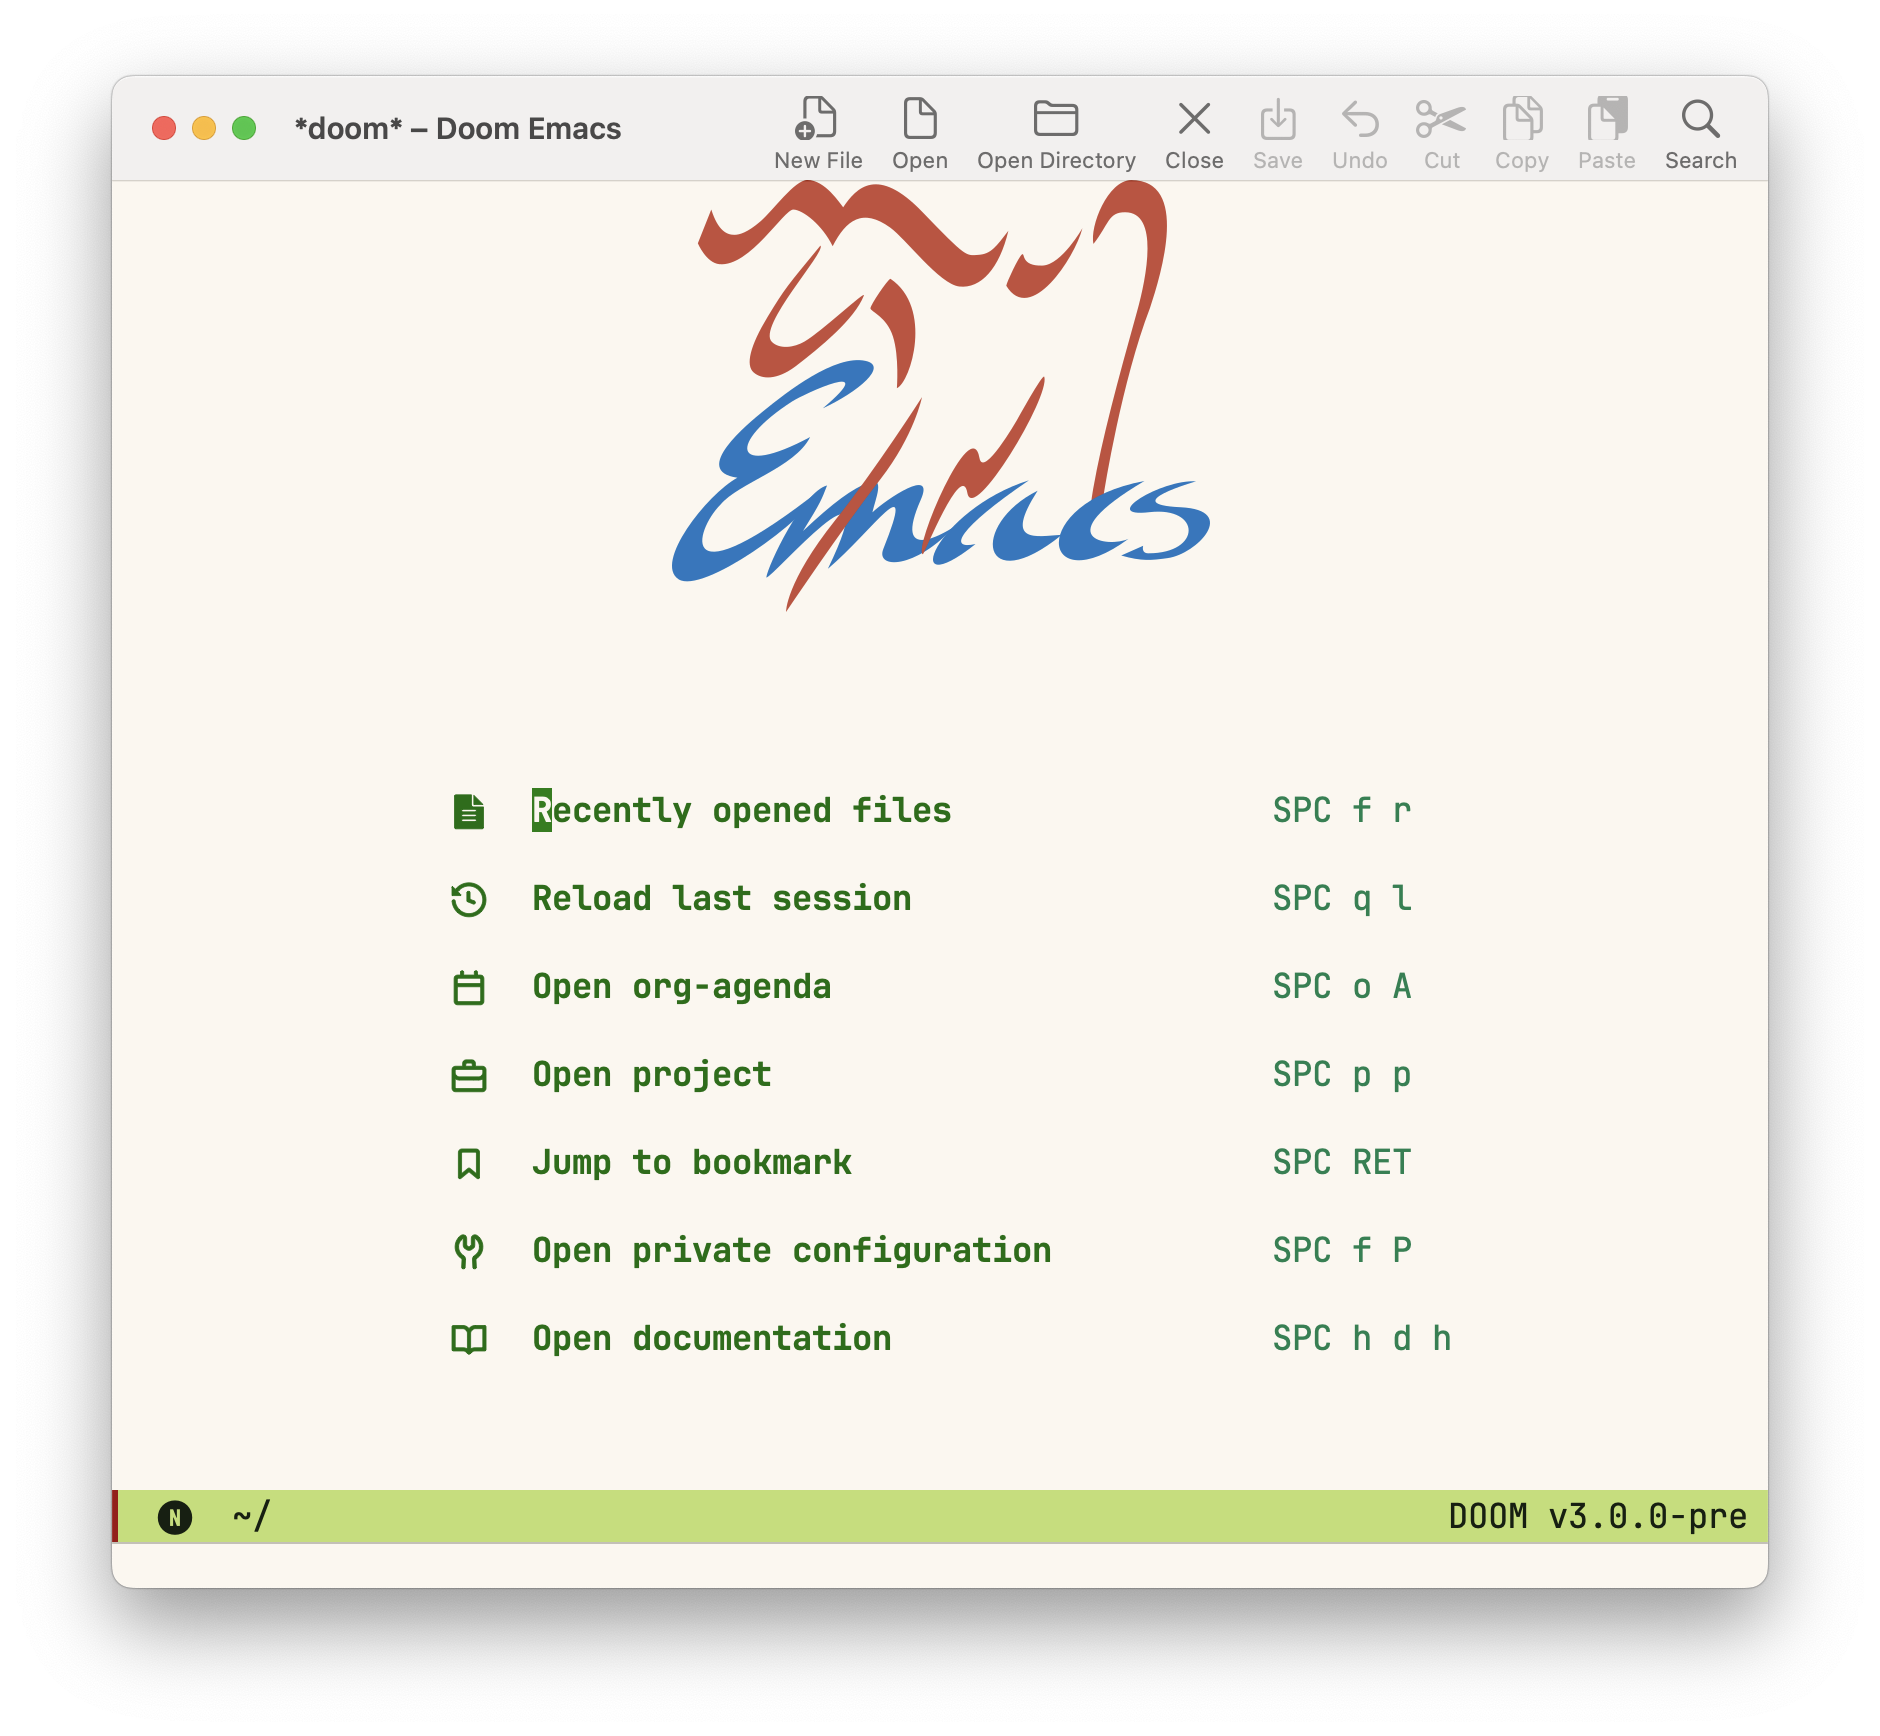 *doom* – Doom Emacs
New File Open Open Directory Close Save Undo Cut Copy Paste Search
Emacs
Recently opened files SPC f r
Reload last session SPC q l
Open org-agenda SPC o A
Open project SPC p p
Jump to bookmark SPC RET
Open private configuration SPC f P
Open documentation SPC h d h
N ~/ DOOM v3.0.0-pre